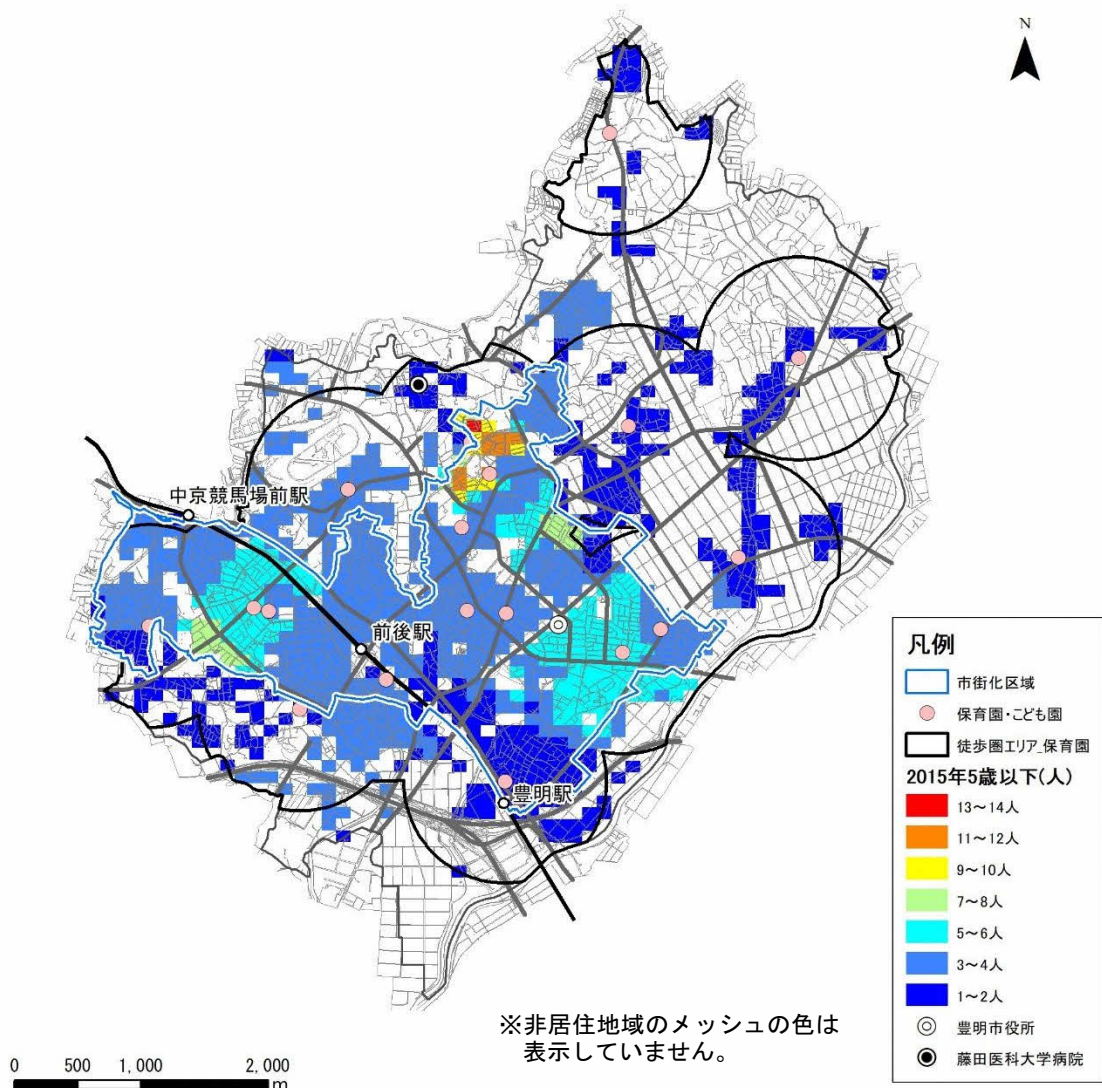 N
中京競馬場前駅
前後駅
豊明駅
凡例
市街化区域
保育園・こども園
徒歩圏エリア_保育園
2015年5歳以下(人)
13～14人
11～12人
9～10人
7～8人
5～6人
3～4人
1～2人
豊明市役所
藤田医科大学病院
※非居住地域のメッシュの色は
表示していません。
0 500 1,000 2,000
m